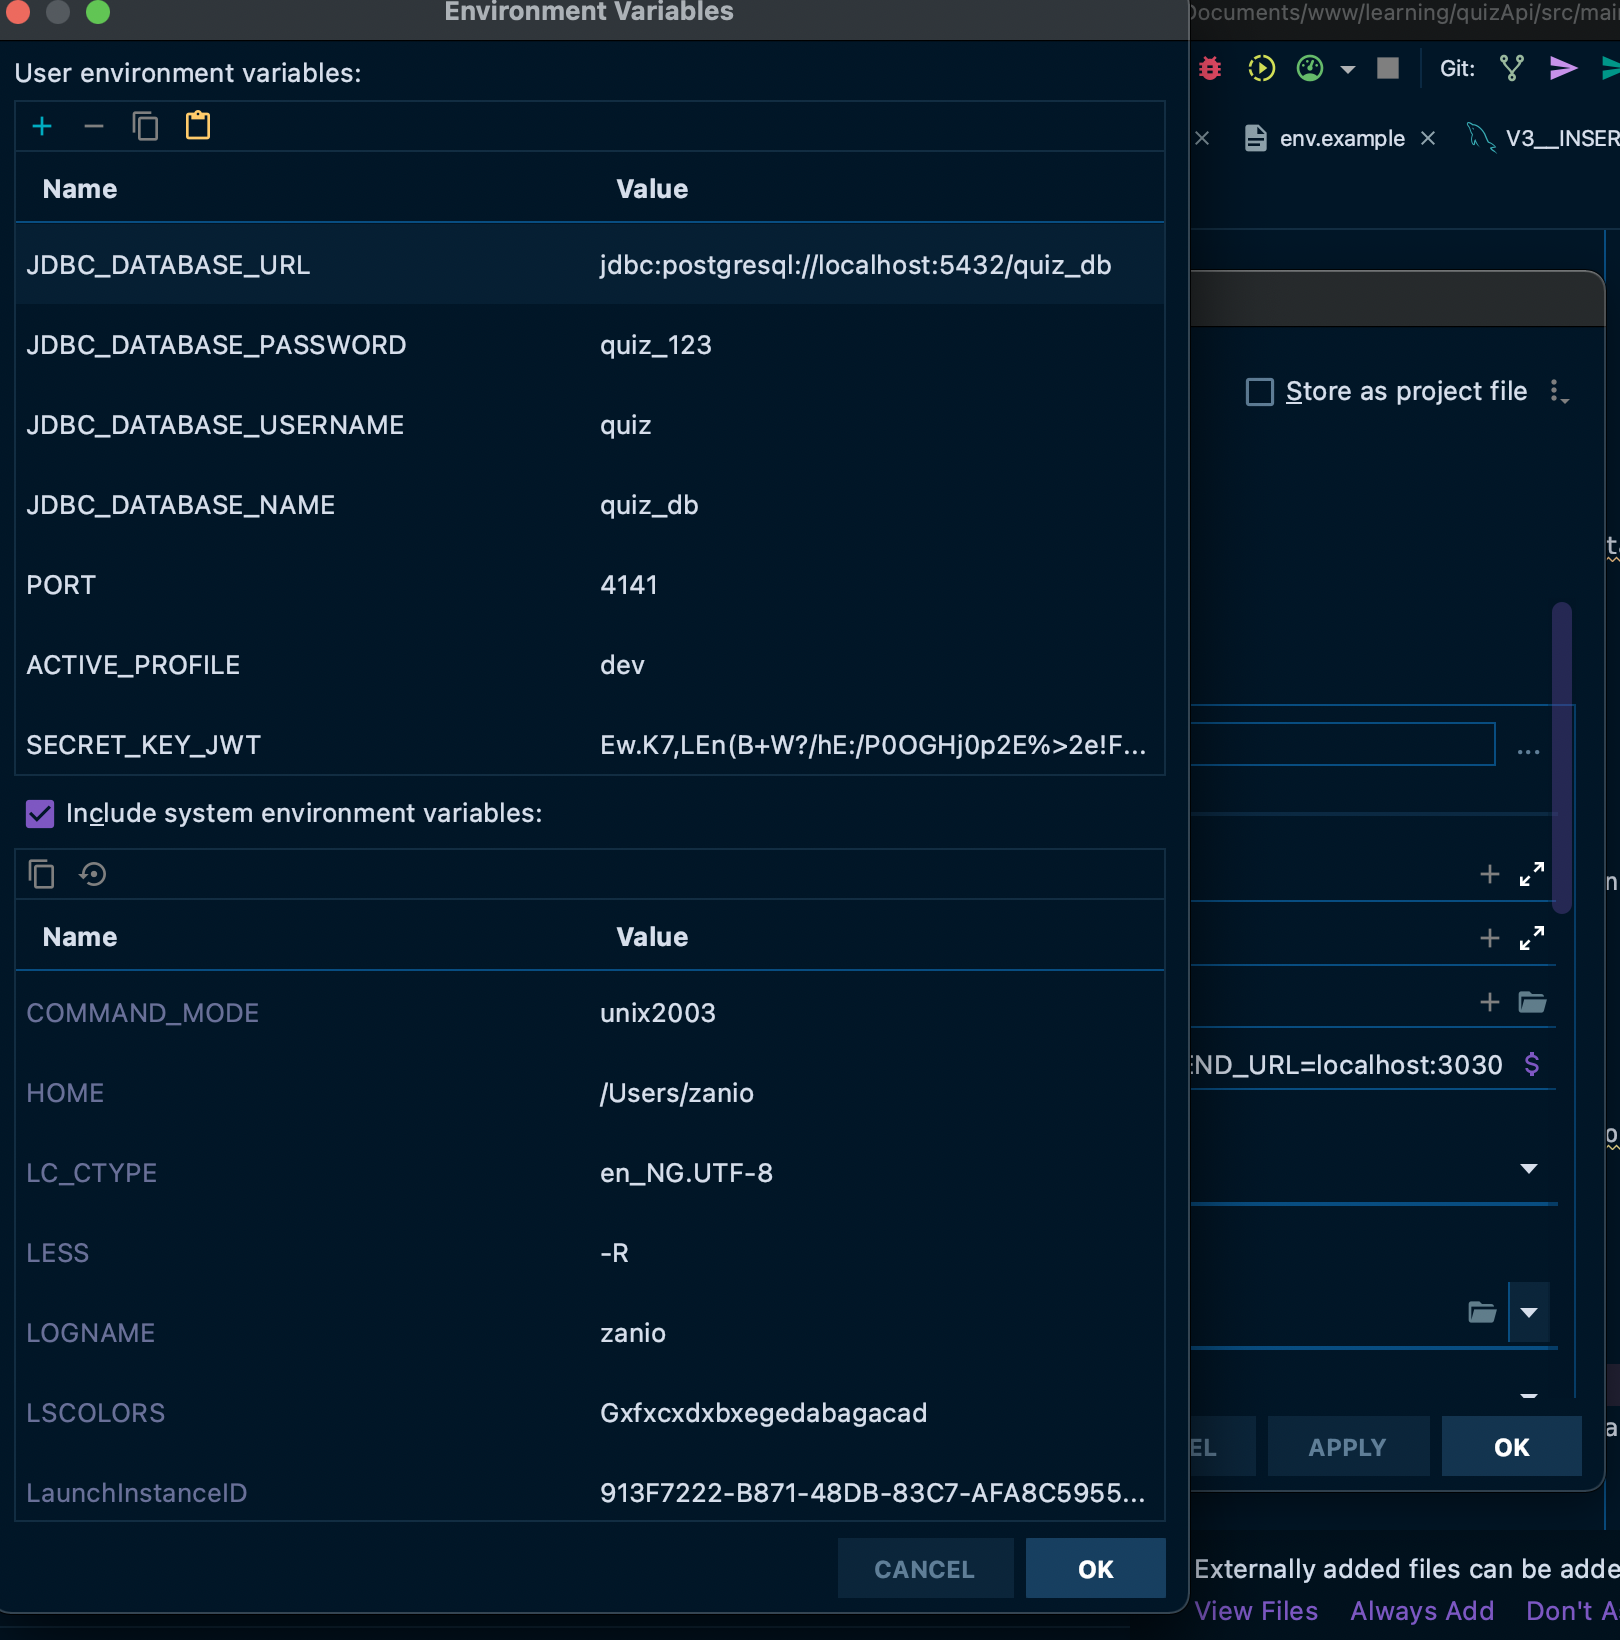 Environment Variables
Documents/www/learning/quizApi/src/mai
User environment variables:
Git:
env.example
V3__INSER
Name Value
JDBC_DATABASE_URL jdbc:postgresql://localhost:5432/quiz_db
JDBC_DATABASE_PASSWORD quiz_123
Store as project file
JDBC_DATABASE_USERNAME quiz
JDBC_DATABASE_NAME quiz_db
PORT 4141
ACTIVE_PROFILE dev
SECRET_KEY_JWT Ew.K7,LEn(B+W?/hE:/P0OGHj0p2E%>2e!F...
Include system environment variables:
Name Value
COMMAND_MODE unix2003
END_URL=localhost:3030
HOME /Users/zanio
LC_CTYPE en_NG.UTF-8
LESS -R
LOGNAME zanio
LSCOLORS Gxfxcxdxbxegedabagacad
EL APPLY OK
LaunchInstanceID 913F7222-B871-48DB-83C7-AFA8C5955...
CANCEL OK
Externally added files can be adde
View Files Always Add Don't A